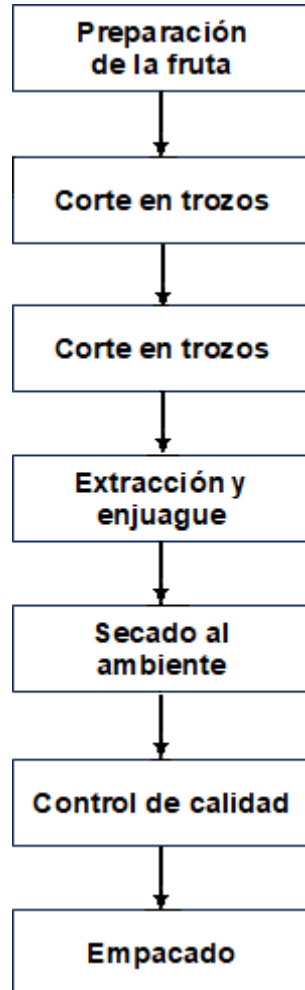 Preparación
de la fruta
Corte en trozos
Corte en trozos
Extracción y
enjuague
Secado al
ambiente
Control de calidad
Empacado